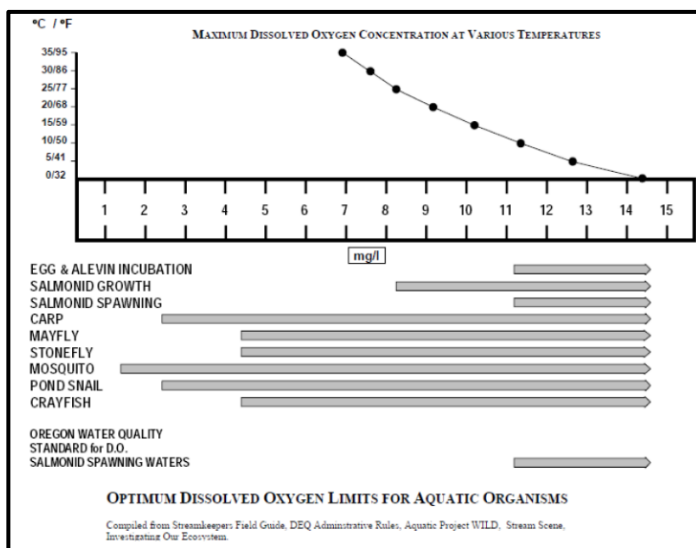 °C / °F
MAXIMUM DISSOLVED OXYGEN CONCENTRATION AT VARIOUS TEMPERATURES
35/95
30/86
25/77
20/68
15/59
10/50
5/41
0/32
1 2 3 4 5 6 7 8 9 10 11 12 13 14 15
mg/l
EGG & ALEVIN INCUBATION
SALMONID GROWTH
SALMONID SPAWNING
CARP
MAYFLY
STONEFLY
MOSQUITO
POND SNAIL
CRAYFISH
OREGON WATER QUALITY
STANDARD for D.O.
SALMONID SPAWNING WATERS
OPTIMUM DISSOLVED OXYGEN LIMITS FOR AQUATIC ORGANISMS
Compiled from Streamkeepers Field Guide, DEQ Adminstrative Rules, Aquatic Project WILD, Stream Scene,
Investigating Our Ecosystem.